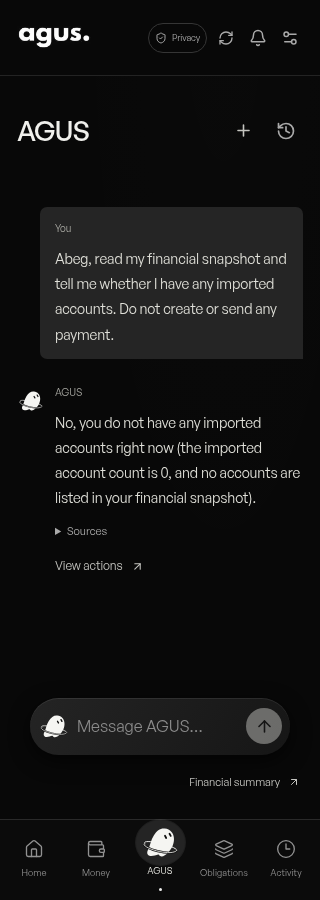 agus.
Privacy
AGUS
You
Abeg, read my financial snapshot and
tell me whether I have any imported
accounts. Do not create or send any
payment.
AGUS
No, you do not have any imported
accounts right now (the imported
account count is 0, and no accounts are
listed in your financial snapshot).
Sources
View actions
Message AGUS...
Financial summary
Home
Money
AGUS
Obligations
Activity